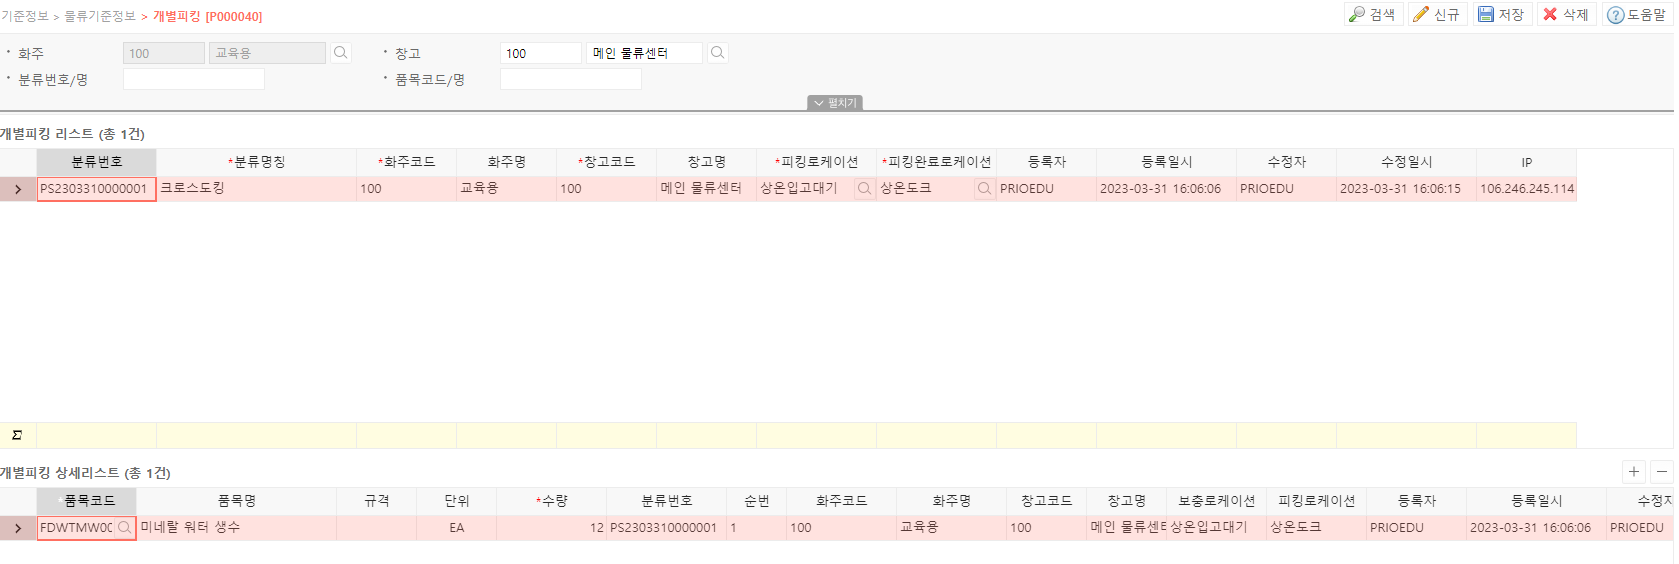 기준정보 > 물류기준정보 > 개별피킹 [P000040] 검색 신규 저장 삭제 도움말
화주 100 교육용 창고 100 메인 물류센터
분류번호/명 품목코드/명
펼치기
개별피킹 리스트 (총 1건)
분류번호 *분류명칭 *화주코드 화주명 *창고코드 창고명 *피킹로케이션 *피킹완료로케이션 등록자 등록일시 수정자 수정일시 IP
PS2303310000001 크로스도킹 100 교육용 100 메인 물류센터 상온입고대기 상온도크 PRIOEDU 2023-03-31 16:06:06 PRIOEDU 2023-03-31 16:06:15 106.246.245.114
Σ
개별피킹 상세리스트 (총 1건)
*품목코드 품목명 규격 단위 *수량 분류번호 순번 화주코드 화주명 창고코드 창고명 보충로케이션 피킹로케이션 등록자 등록일시 수정자
FDWTMW00 미네랄 워터 생수 EA 12 PS2303310000001 1 100 교육용 100 메인 물류센터 상온입고대기 상온도크 PRIOEDU 2023-03-31 16:06:06 PRIOEDU